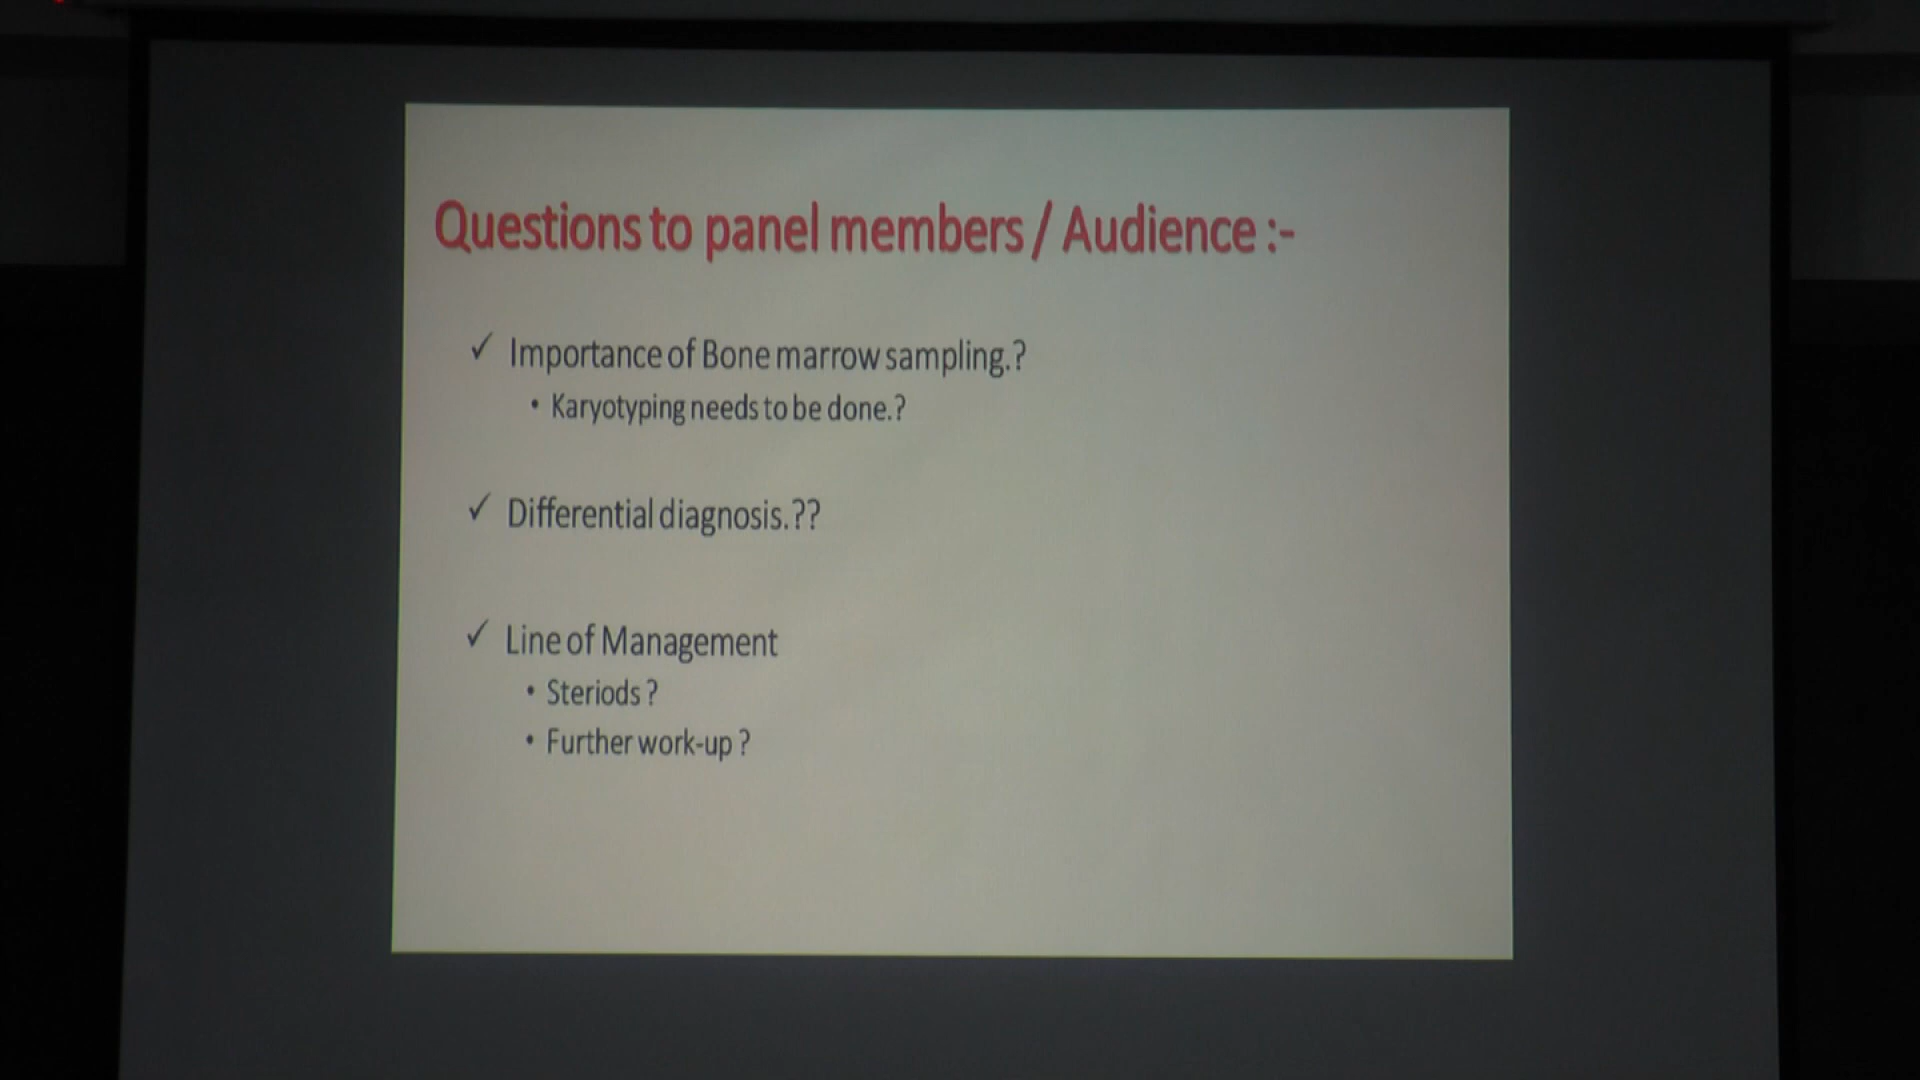 Questions to panel members / Audience :-
✓ Importance of Bone marrow sampling.?
• Karyotyping needs to be done.?
✓ Differential diagnosis.??
✓ Line of Management
• Steriods ?
• Further work-up ?